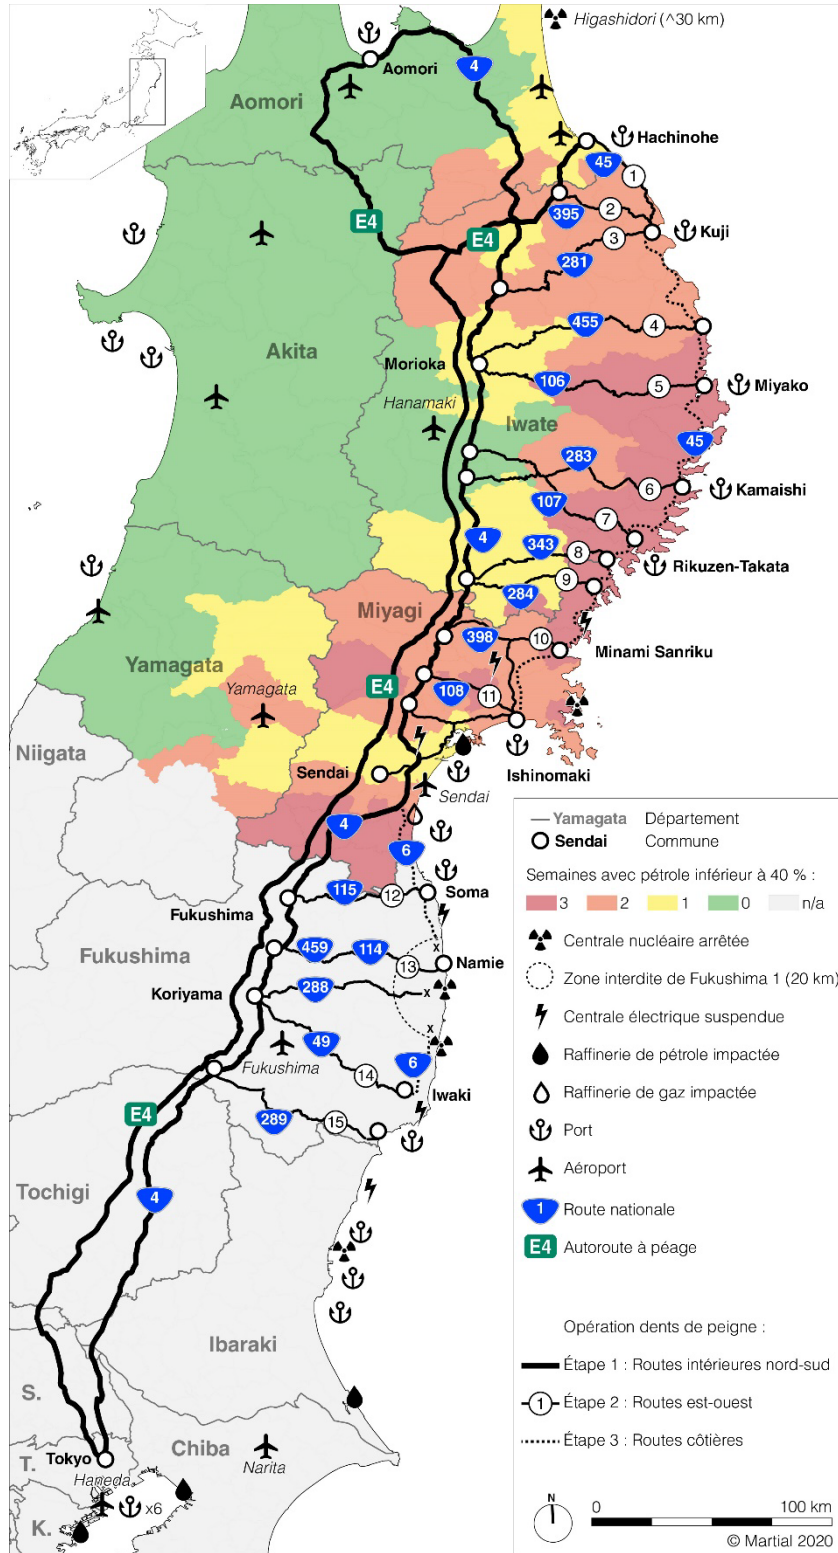 Higashidori (^30 km)
Aomori
4
Aomori
Hachinohe
45
1
E4
395
2
Kuji
E4
3
281
455
4
Akita
Morioka
106
5
Miyako
Hanamaki
Iwate
45
283
6
Kamaishi
107
7
4
343
8
Rikuzen-Takata
284
9
Miyagi
398
10
Minami Sanriku
Yamagata
Yamagata
E4
108
11
Niigata
Sendai
Ishinomaki
Sendai
4
6
115
12
Soma
Fukushima
Fukushima
459
114
x
13
Namie
Koriyama
288
x
49
x
Fukushima
6
14
Iwaki
E4
289
15
Tochigi
4
Ibaraki
S.
Chiba
Tokyo
T.
Haneda
Narita
x6
K.
Yamagata Département
Sendai Commune
Semaines avec pétrole inférieur à 40 % :
3 2 1 0 n/a
Centrale nucléaire arrêtée
Zone interdite de Fukushima 1 (20 km)
Centrale électrique suspendue
Raffinerie de pétrole impactée
Raffinerie de gaz impactée
Port
Aéroport
1 Route nationale
E4 Autoroute à péage
Opération dents de peigne :
Étape 1 : Routes intérieures nord-sud
1 Étape 2 : Routes est-ouest
Étape 3 : Routes côtières
N
0 100 km
© Martial 2020